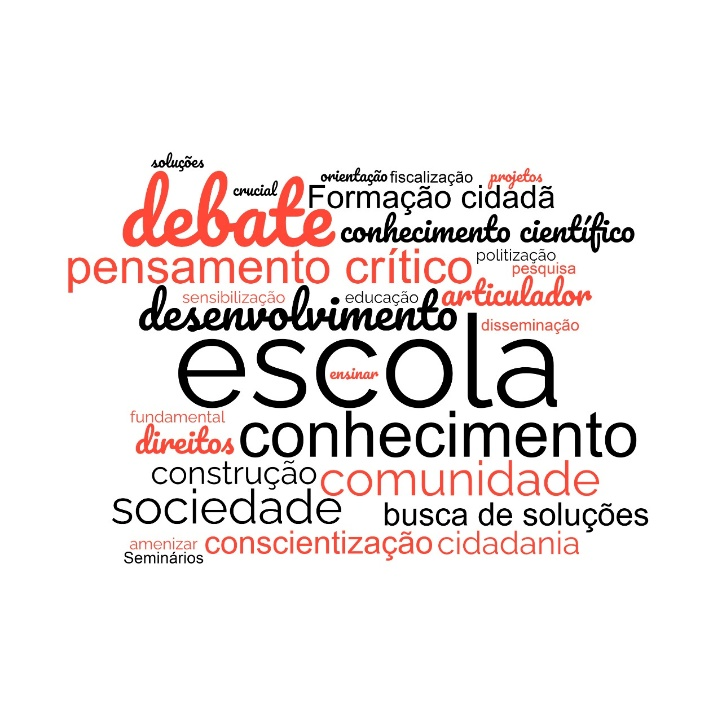 soluções
orientação fiscalização projetos
crucial Formação cidadã
debate conhecimento científico
politização
pensamento crítico pesquisa
sensibilização educação articulador
desenvolvimento disseminação
escola
ensinar
fundamental
direitos conhecimento
construção comunidade
sociedade busca de soluções
amenizar conscientização cidadania
Seminários